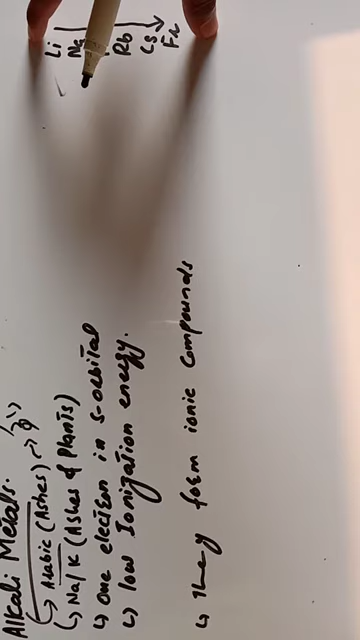 Alkali Metals:
↳ Arabic (Ashes) →
↳ Na/K (Ashes of Plants)
↳ One election in s-orbital
↳ low Ionization energy.
↳ they form ionic compounds
Li
Na
Rb
Cs
Fr